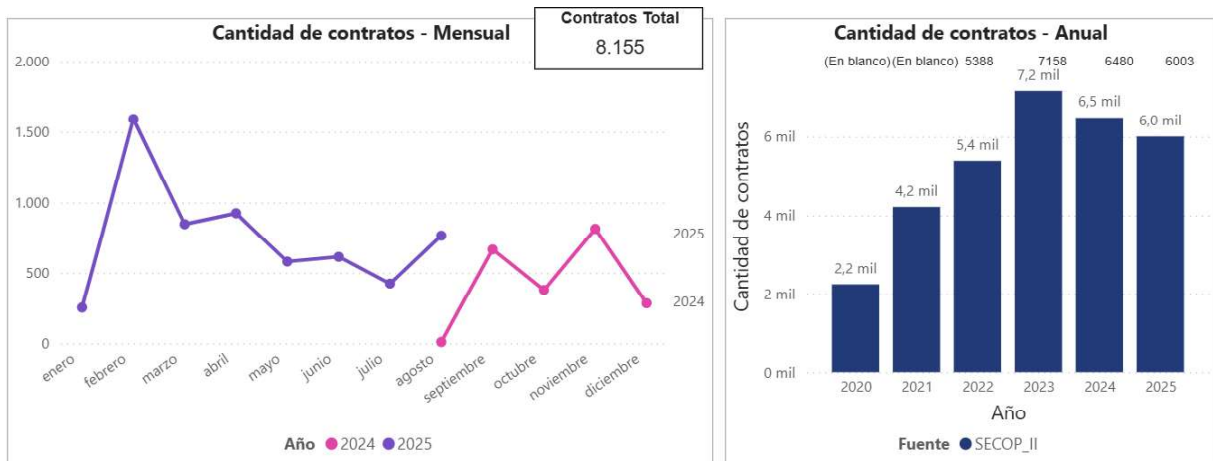 Cantidad de contratos - Mensual
Contratos Total
8.155
2.000
1.500
1.000
500
0
2025
2024
enero
febrero
marzo
abril
mayo
junio
julio
agosto
septiembre
octubre
noviembre
diciembre
Año 2024 2025
Cantidad de contratos - Anual
(En blanco) (En blanco) 5388 7158 6480 6003
Cantidad de contratos
6 mil
4 mil
2 mil
0 mil
2,2 mil
4,2 mil
5,4 mil
7,2 mil
6,5 mil
6,0 mil
2020 2021 2022 2023 2024 2025
Año
Fuente SECOP_II